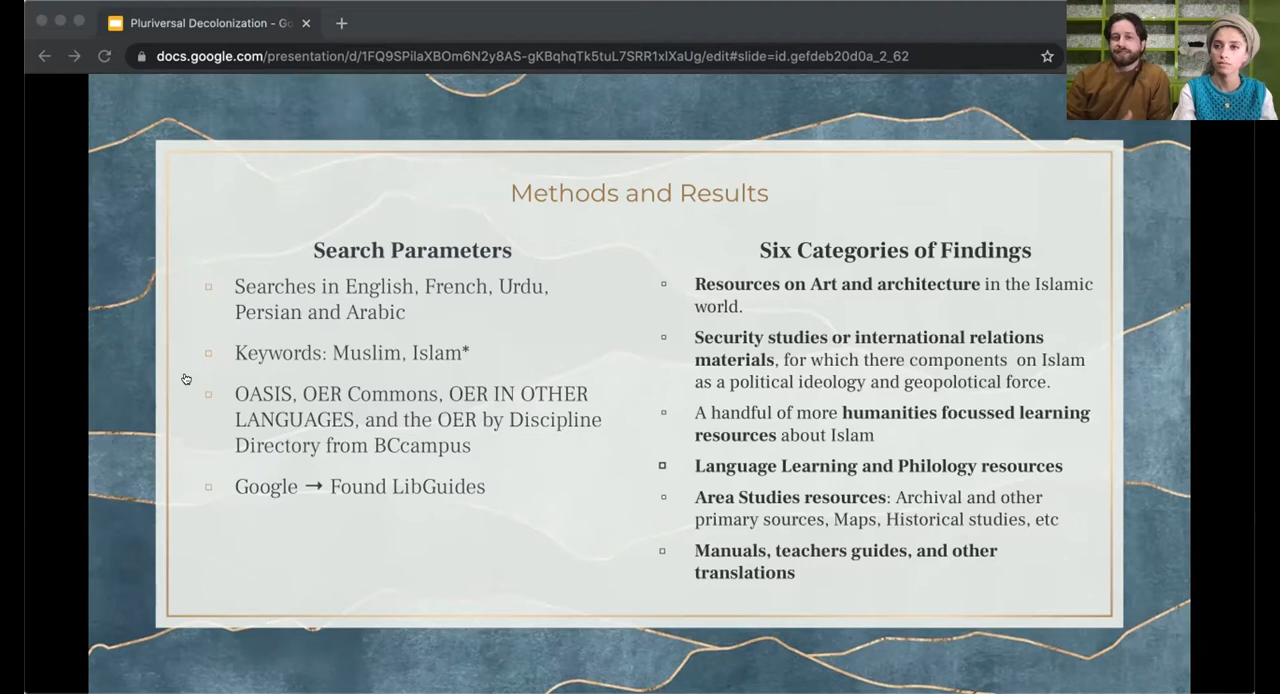 Pluriversal Decolonization - Go
docs.google.com/presentation/d/1FQ9SPilaXBOm6N2y8AS-gKBqhqTk5tuL7SRR1xlXaUg/edit#slide=id.gefdeb20d0a_2_62
Methods and Results
Search Parameters
Searches in English, French, Urdu,
Persian and Arabic
Keywords: Muslim, Islam*
OASIS, OER Commons, OER IN OTHER
LANGUAGES, and the OER by Discipline
Directory from BCcampus
Google → Found LibGuides
Six Categories of Findings
Resources on Art and architecture in the Islamic
world.
Security studies or international relations
materials, for which there components on Islam
as a political ideology and geopolotical force.
A handful of more humanities focussed learning
resources about Islam
Language Learning and Philology resources
Area Studies resources: Archival and other
primary sources, Maps, Historical studies, etc
Manuals, teachers guides, and other
translations